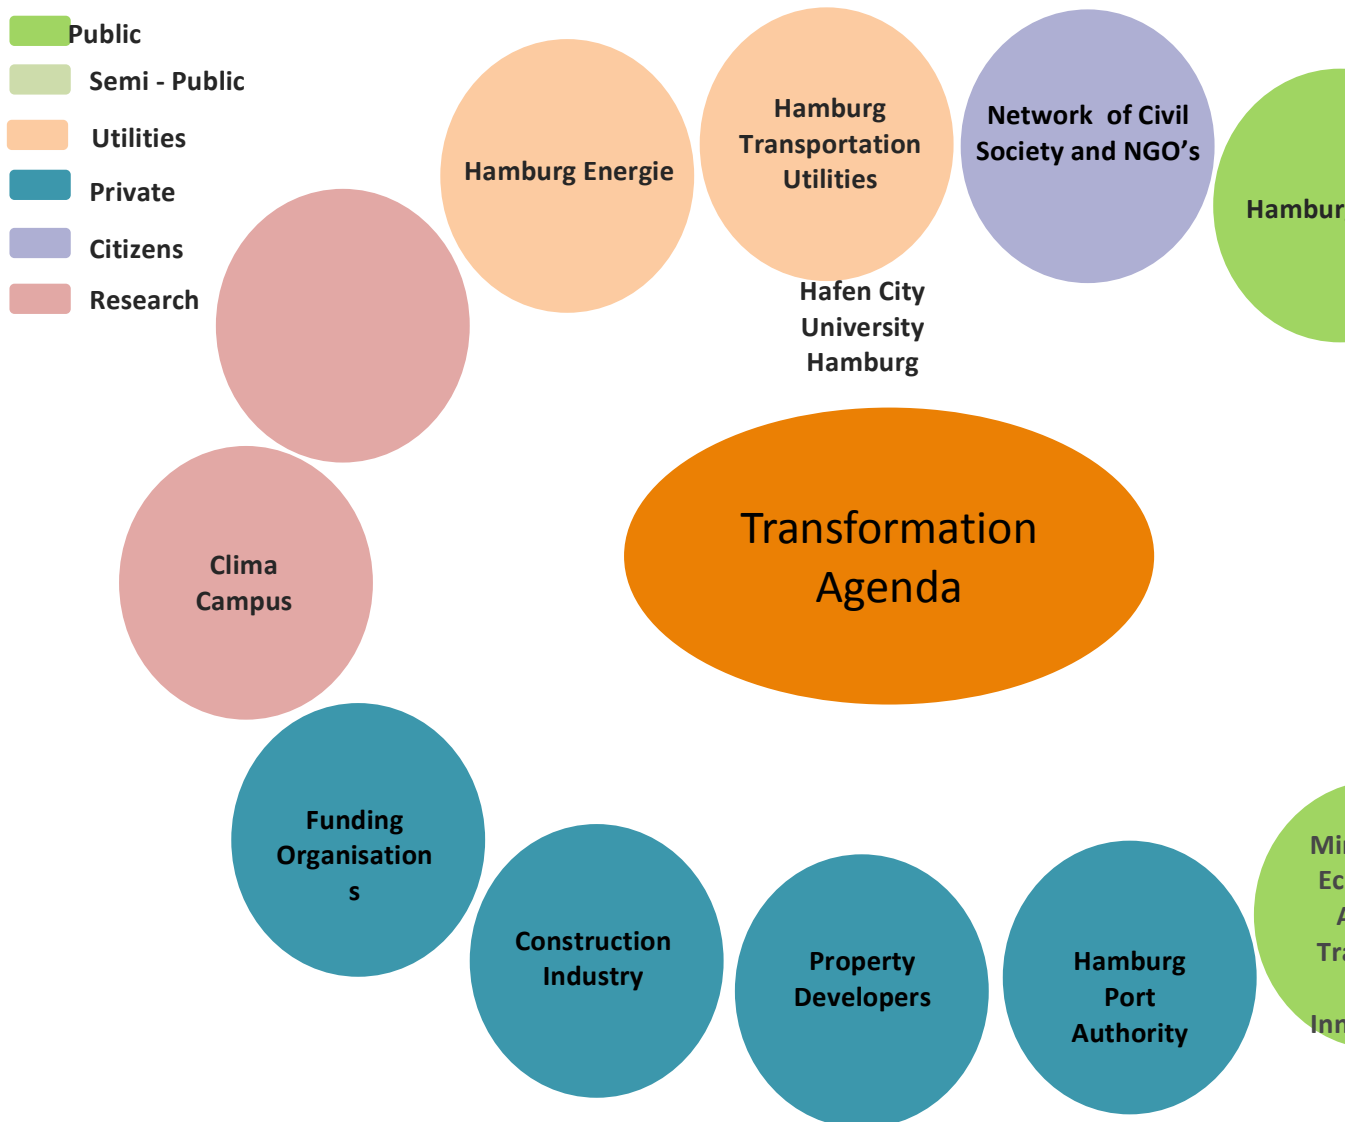 Public
Semi - Public
Utilities
Private
Citizens
Research
Hamburg Energie
Hamburg
Transportation
Utilities
Network of Civil
Society and NGO's
Hafen City
University
Hamburg
Transformation
Agenda
Clima
Campus
Funding
Organisation
s
Construction
Industry
Property
Developers
Hamburg
Port
Authority